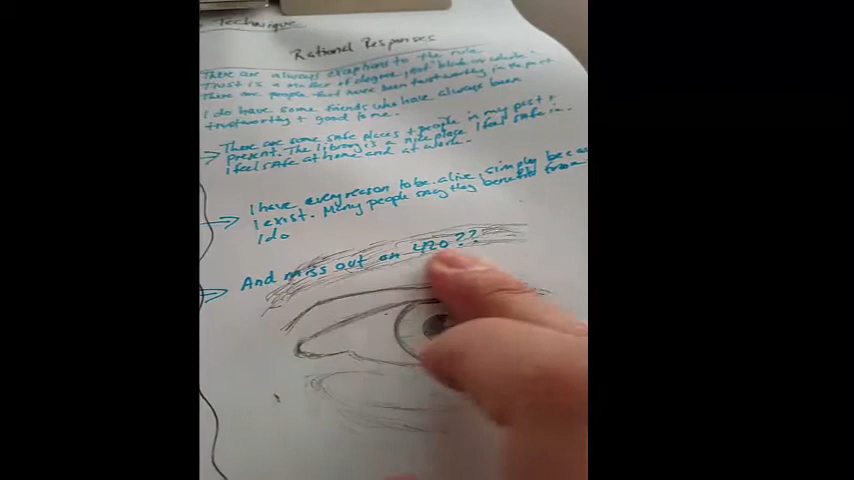 Technique
Rational Responses
There are always exceptions to the rule.
Trust is a matter of degree, not black or white.
There are people that have been trustworthy in the past
I do have some friends who have always been
trustworthy + good to me.
There are some safe places + people in my past +
present. The library is a nice place I feel safe in.
I feel safe at home and at work.
I have every reason to be alive, simply because
I exist. Many people say they benefit from
I do
And miss out on 420??